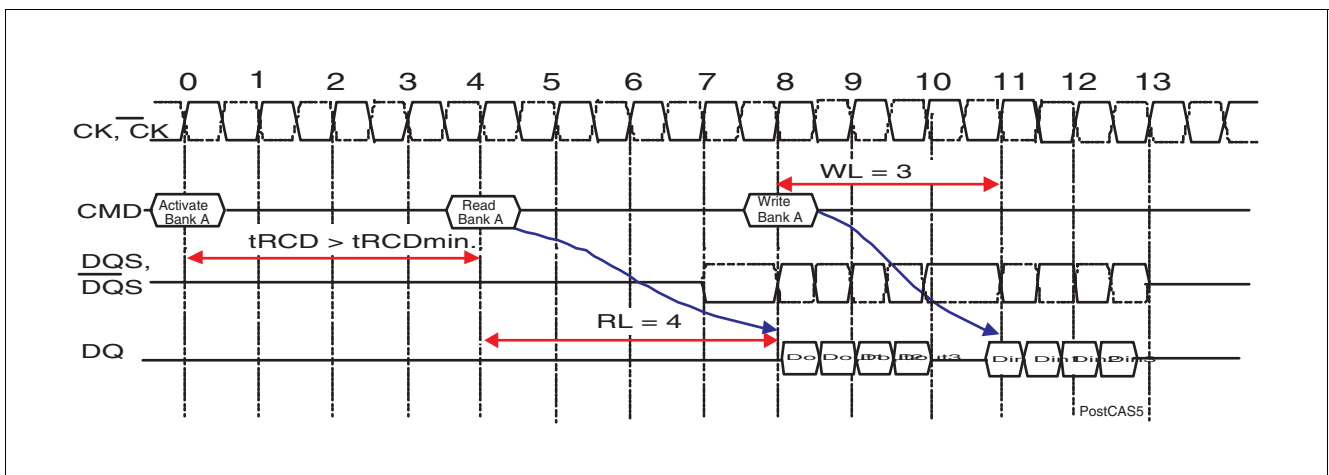 0 1 2 3 4 5 6 7 8 9 10 11 12 13
CK, CK
WL = 3
CMD
Activate
Bank A
Read
Bank A
Write
Bank A
tRCD > tRCDmin.
DQS,
DQS
RL = 4
DQ
PostCAS5